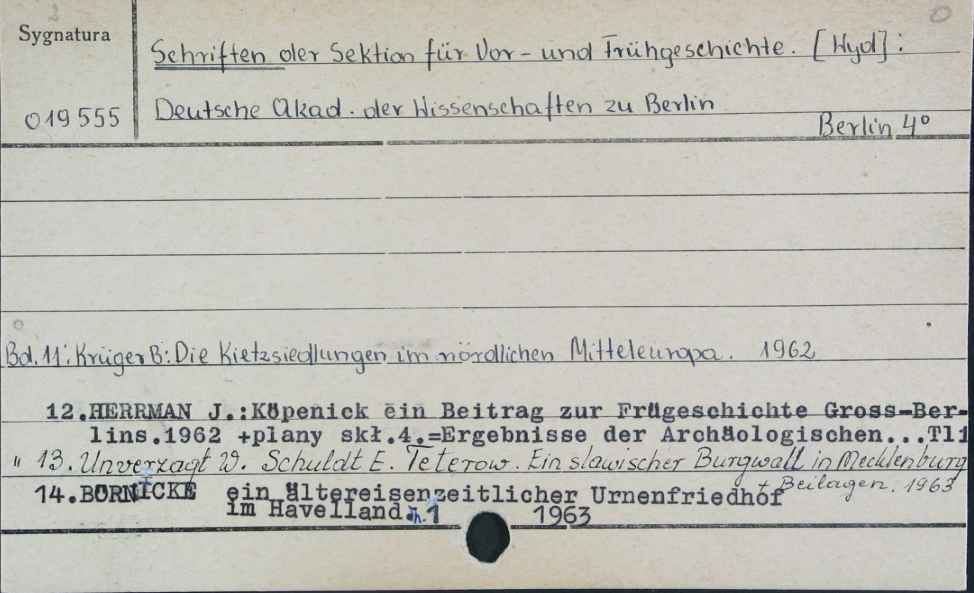 Sygnatura
Schriften der Sektion für Vor- und Frühgeschichte. [Hyd]:
019555
Deutsche Akad. der Wissenschaften zu Berlin
Berlin 4°
Bd. 11: Krüger B: Die Kietzsiedlungen im nördlichen Mitteleuropa. 1962
12.HERRMAN J.:Köpenick ein Beitrag zur Frügeschichte Gross-Ber-
lins.1962 +plany skł.4.=Ergebnisse der Archäologischen...Tl1
" 13. Unverzagt W. Schuldt E. Teterow. Ein slawischer Burgwall in Mecklenburg
+ Beilagen. 1963
14.BÖRNICKE ein ältereisenzeitlicher Urnenfriedhof
im Havelland 1 1963